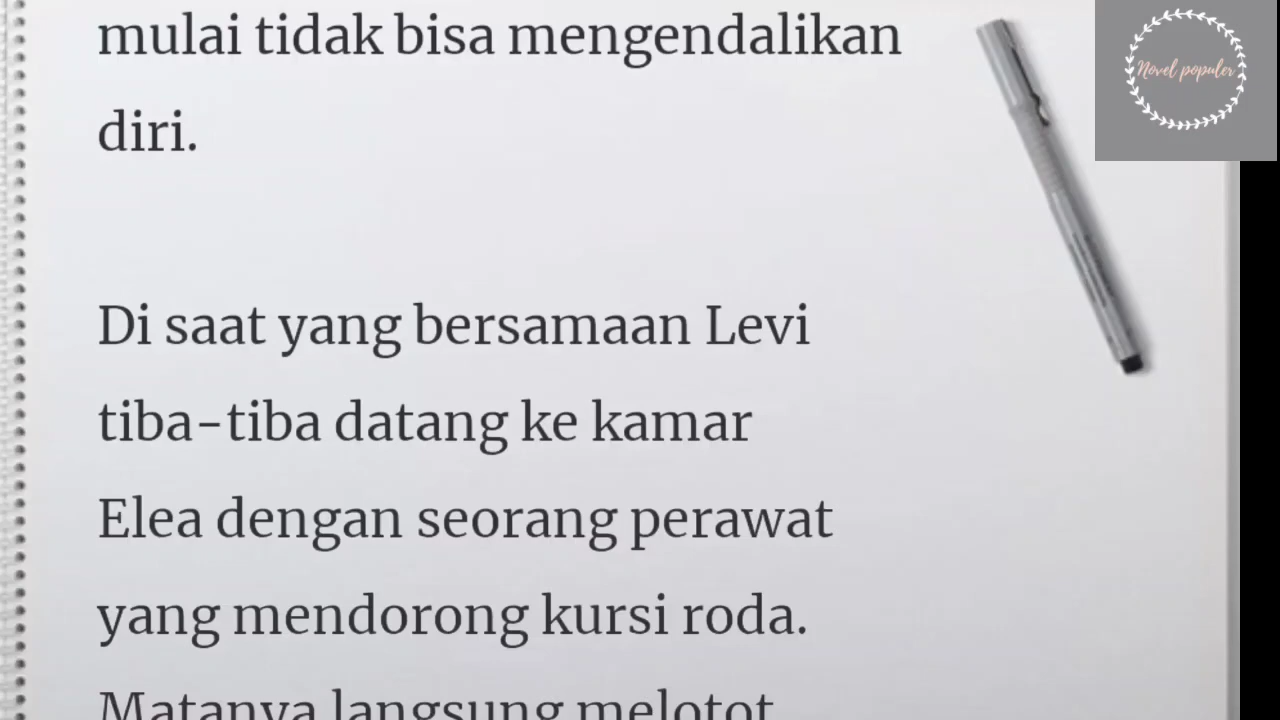 mulai tidak bisa mengendalikan
diri.
Di saat yang bersamaan Levi
tiba-tiba datang ke kamar
Elea dengan seorang perawat
yang mendorong kursi roda.
Matanya langsung melotot
Novel populer